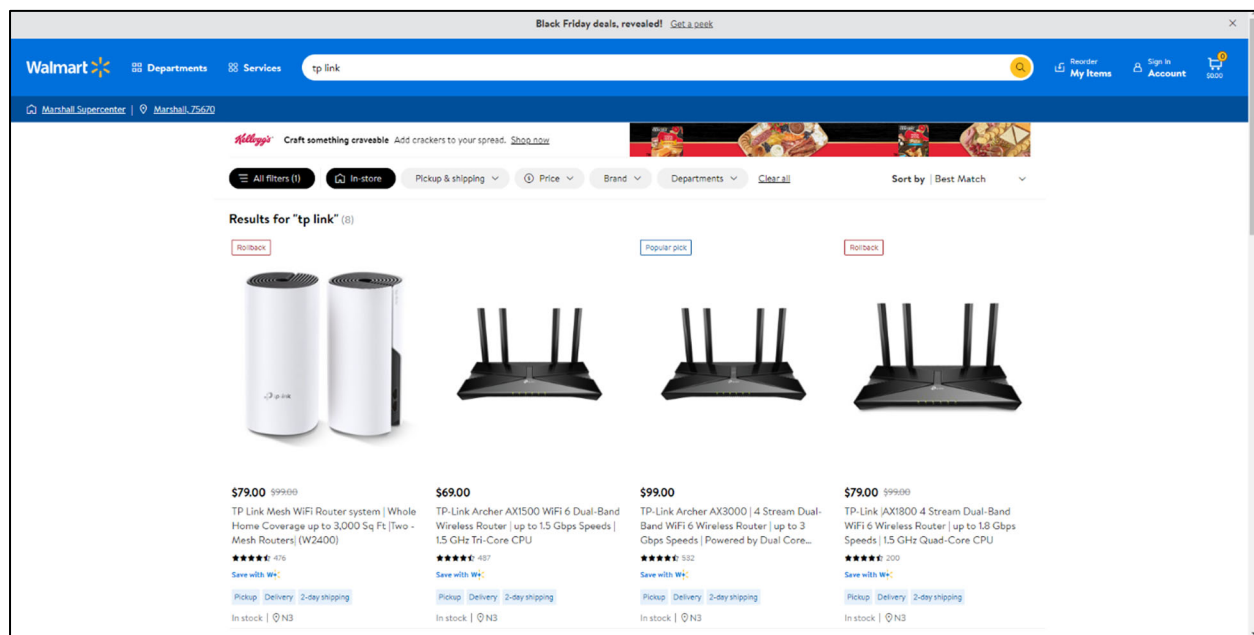 Black Friday deals, revealed! Get a peek
Walmart Departments Services tp link Reorder My Items Sign In Account 0 $0.00
Marshall Supercenter | Marshall, 75670
Kellogg's Craft something craveable Add crackers to your spread. Shop now
All filters (1) In-store Pickup & shipping Price Brand Departments Clear all Sort by | Best Match
Results for "tp link" (8)
Rollback Popular pick Rollback
tp-link
$79.00 $99.00
TP Link Mesh WiFi Router system | Whole
Home Coverage up to 3,000 Sq Ft |Two -
Mesh Routers| (W2400)
476
Save with W+
Pickup Delivery 2-day shipping
In stock | N3
$69.00
TP-Link Archer AX1500 WiFi 6 Dual-Band
Wireless Router | up to 1.5 Gbps Speeds |
1.5 GHz Tri-Core CPU
487
Save with W+
Pickup Delivery 2-day shipping
In stock | N3
$99.00
TP-Link Archer AX3000 | 4 Stream Dual-
Band WiFi 6 Wireless Router | up to 3
Gbps Speeds | Powered by Dual Core...
532
Save with W+
Pickup Delivery 2-day shipping
In stock | N3
$79.00 $99.00
TP-Link |AX1800 4 Stream Dual-Band
WiFi 6 Wireless Router | up to 1.8 Gbps
Speeds | 1.5 GHz Quad-Core CPU
200
Save with W+
Pickup Delivery 2-day shipping
In stock | N3